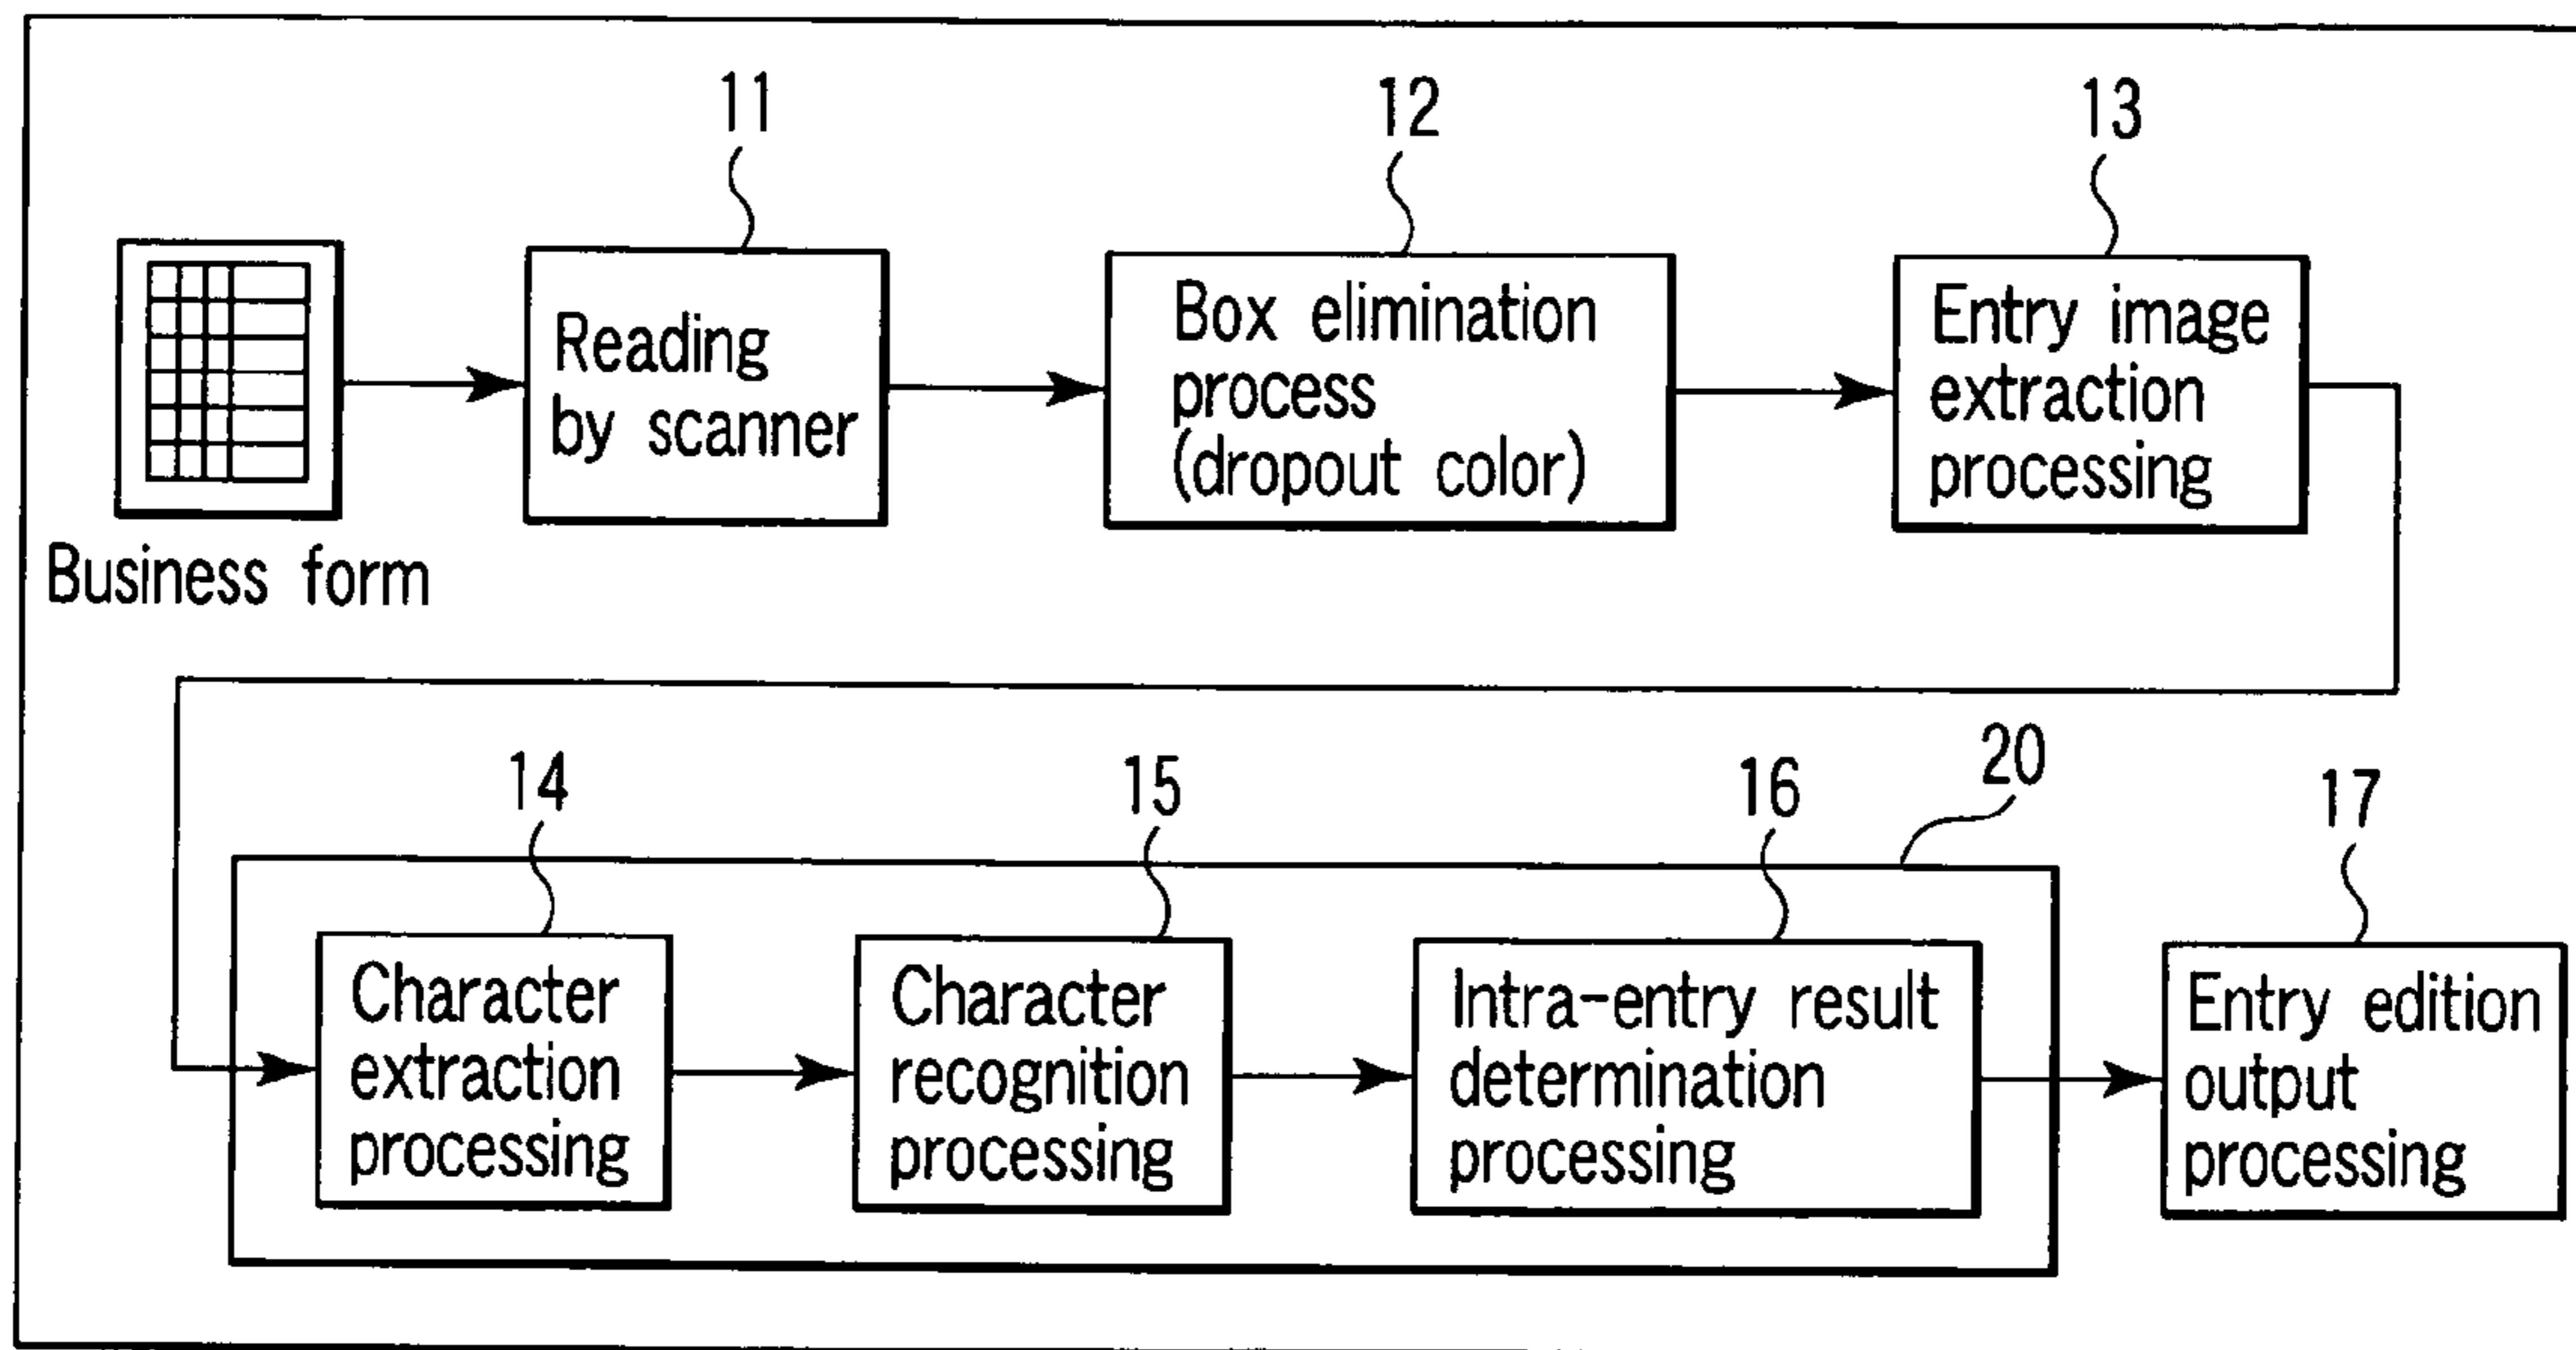 11
12
13
Reading
by scanner
Box elimination
process
(dropout color)
Entry image
extraction
processing
Business form
14
15
16
20
17
Character
extraction
processing
Character
recognition
processing
Intra-entry result
determination
processing
Entry edition
output
processing